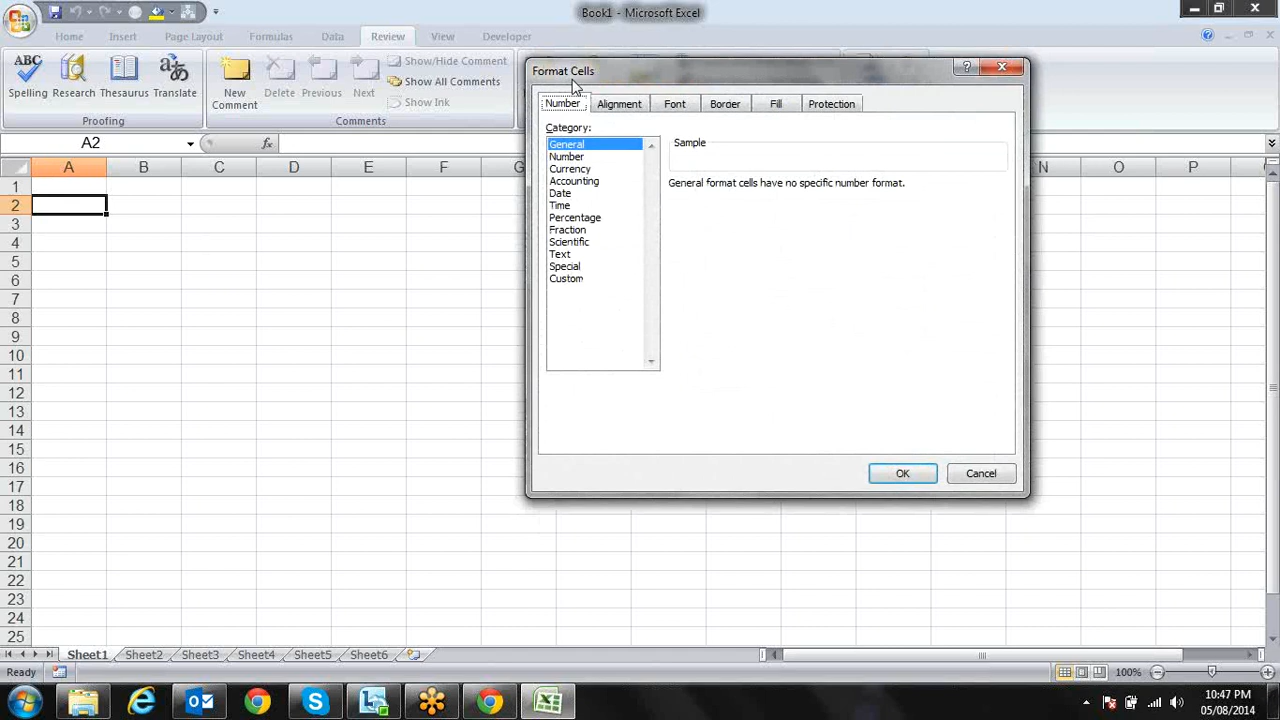 Book1 - Microsoft Excel
Home Insert Page Layout Formulas Data Review View Developer
ABC
Spelling Research Thesaurus Translate
Proofing
New Comment Delete Previous Next
Show/Hide Comment
Show All Comments
Show Ink
Comments
A2 fx
A B C D E F G N O P
1
2
3
4
5
6
7
8
9
10
11
12
13
14
15
16
17
18
19
20
21
22
23
24
25
Format Cells
Number Alignment Font Border Fill Protection
Category:
General
Number
Currency
Accounting
Date
Time
Percentage
Fraction
Scientific
Text
Special
Custom
Sample
General format cells have no specific number format.
OK Cancel
Sheet1 Sheet2 Sheet3 Sheet4 Sheet5 Sheet6
Ready 100%
10:47 PM
05/08/2014